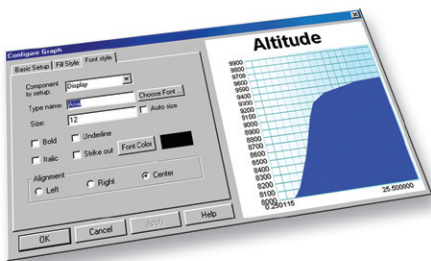 Configure Graph
Basic Setup
Fill Style
Font style
Component
to setup:
Display
Type name:
Arial
Choose Font...
Size:
12
Auto size
Bold
Underline
Italic
Strike out
Font Color
Alignment
Left
Right
Center
OK
Cancel
Apply
Help
Altitude
9900
9800
9700
9600
9500
9400
9300
9200
9100
9000
8900
8800
8700
8600
8500
8400
8300
8200
8100
8000
0.250115
25.500000